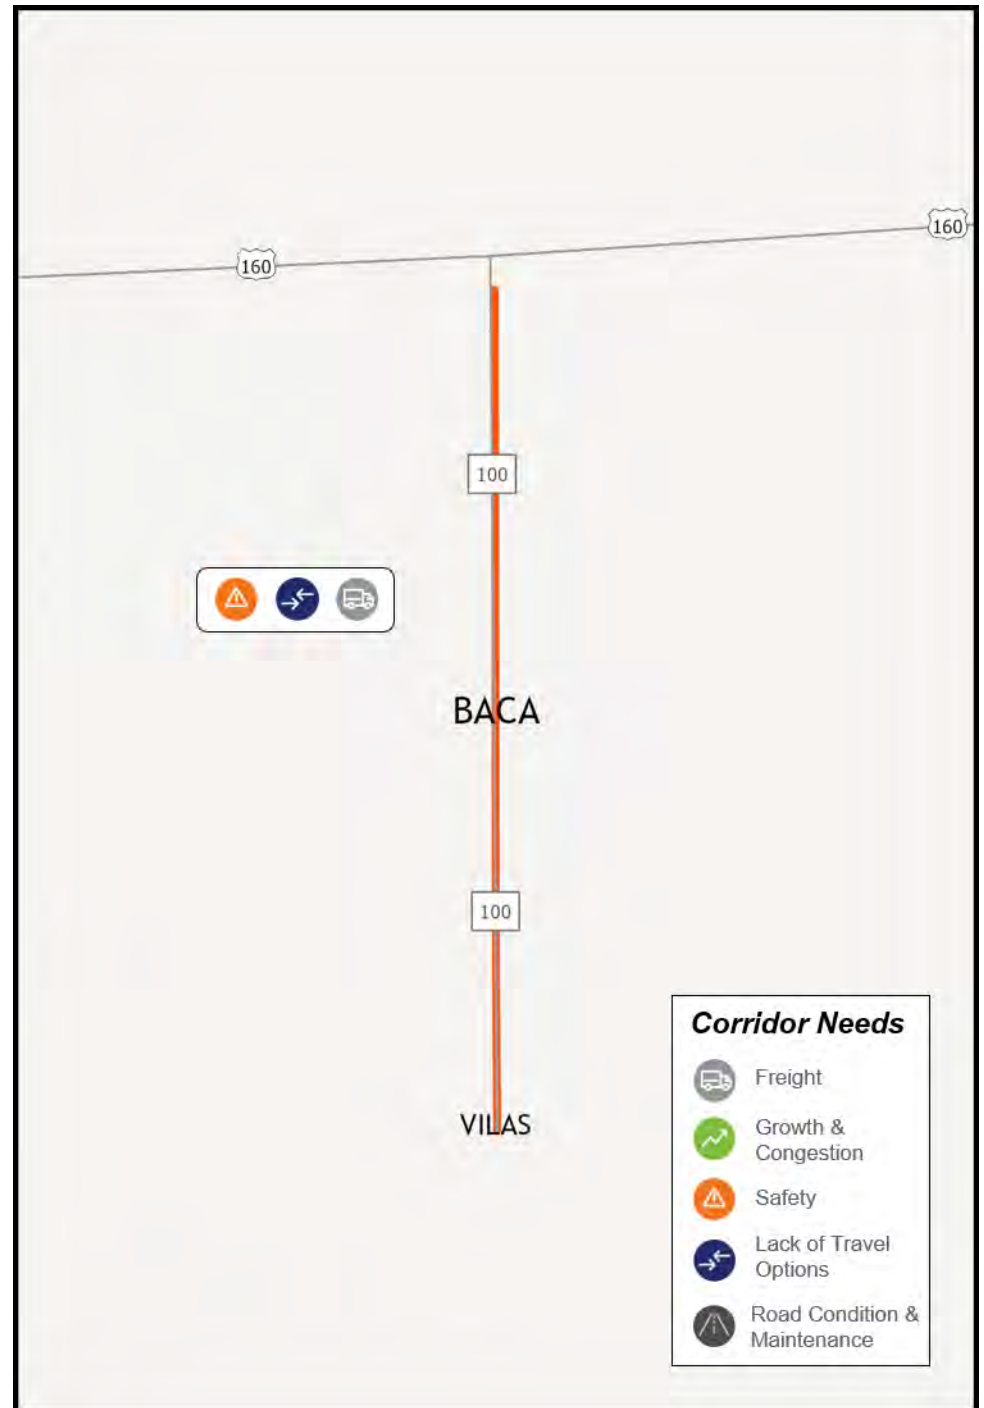 160
160
100
BACA
100
VILAS
Corridor Needs
Freight
Growth &
Congestion
Safety
Lack of Travel
Options
Road Condition &
Maintenance